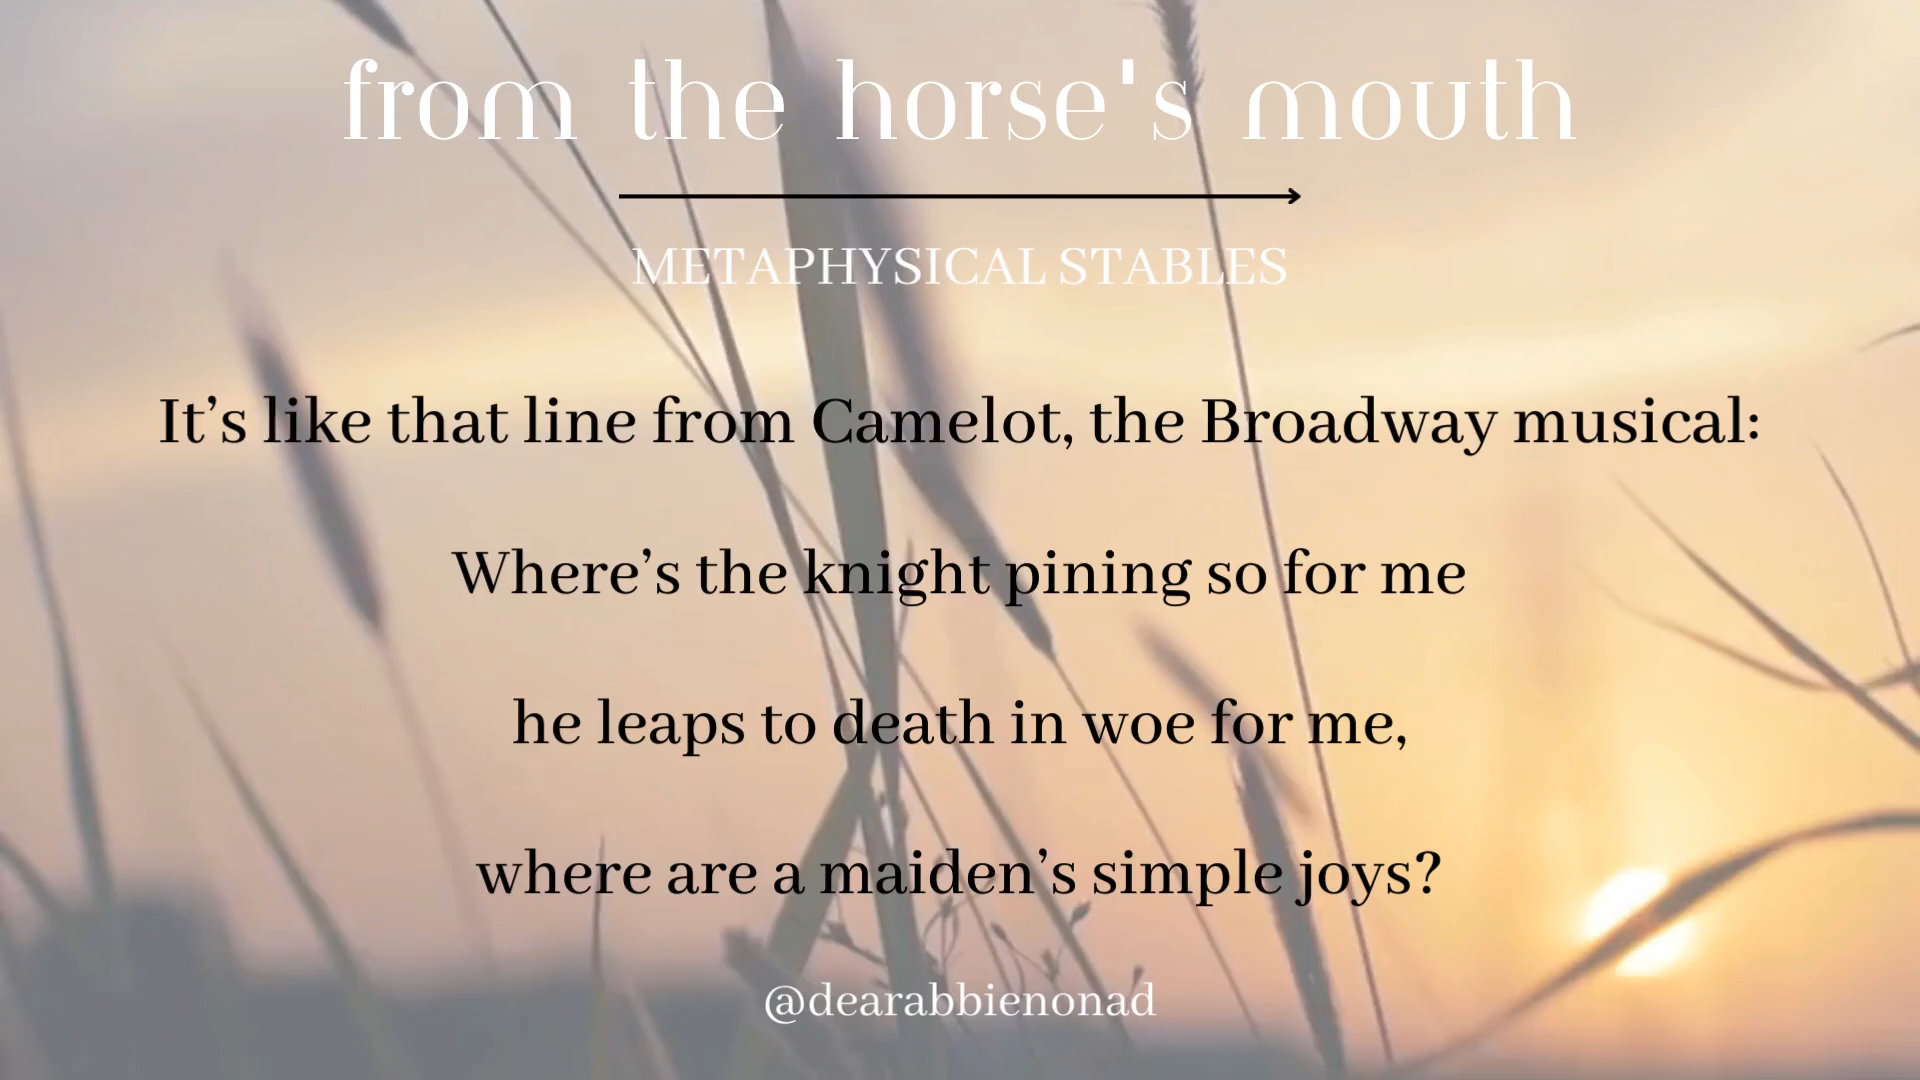 from the horse's mouth
METAPHYSICAL STABLES
It’s like that line from Camelot, the Broadway musical:
Where’s the knight pining so for me
he leaps to death in woe for me,
where are a maiden’s simple joys?
@dearabbienonad